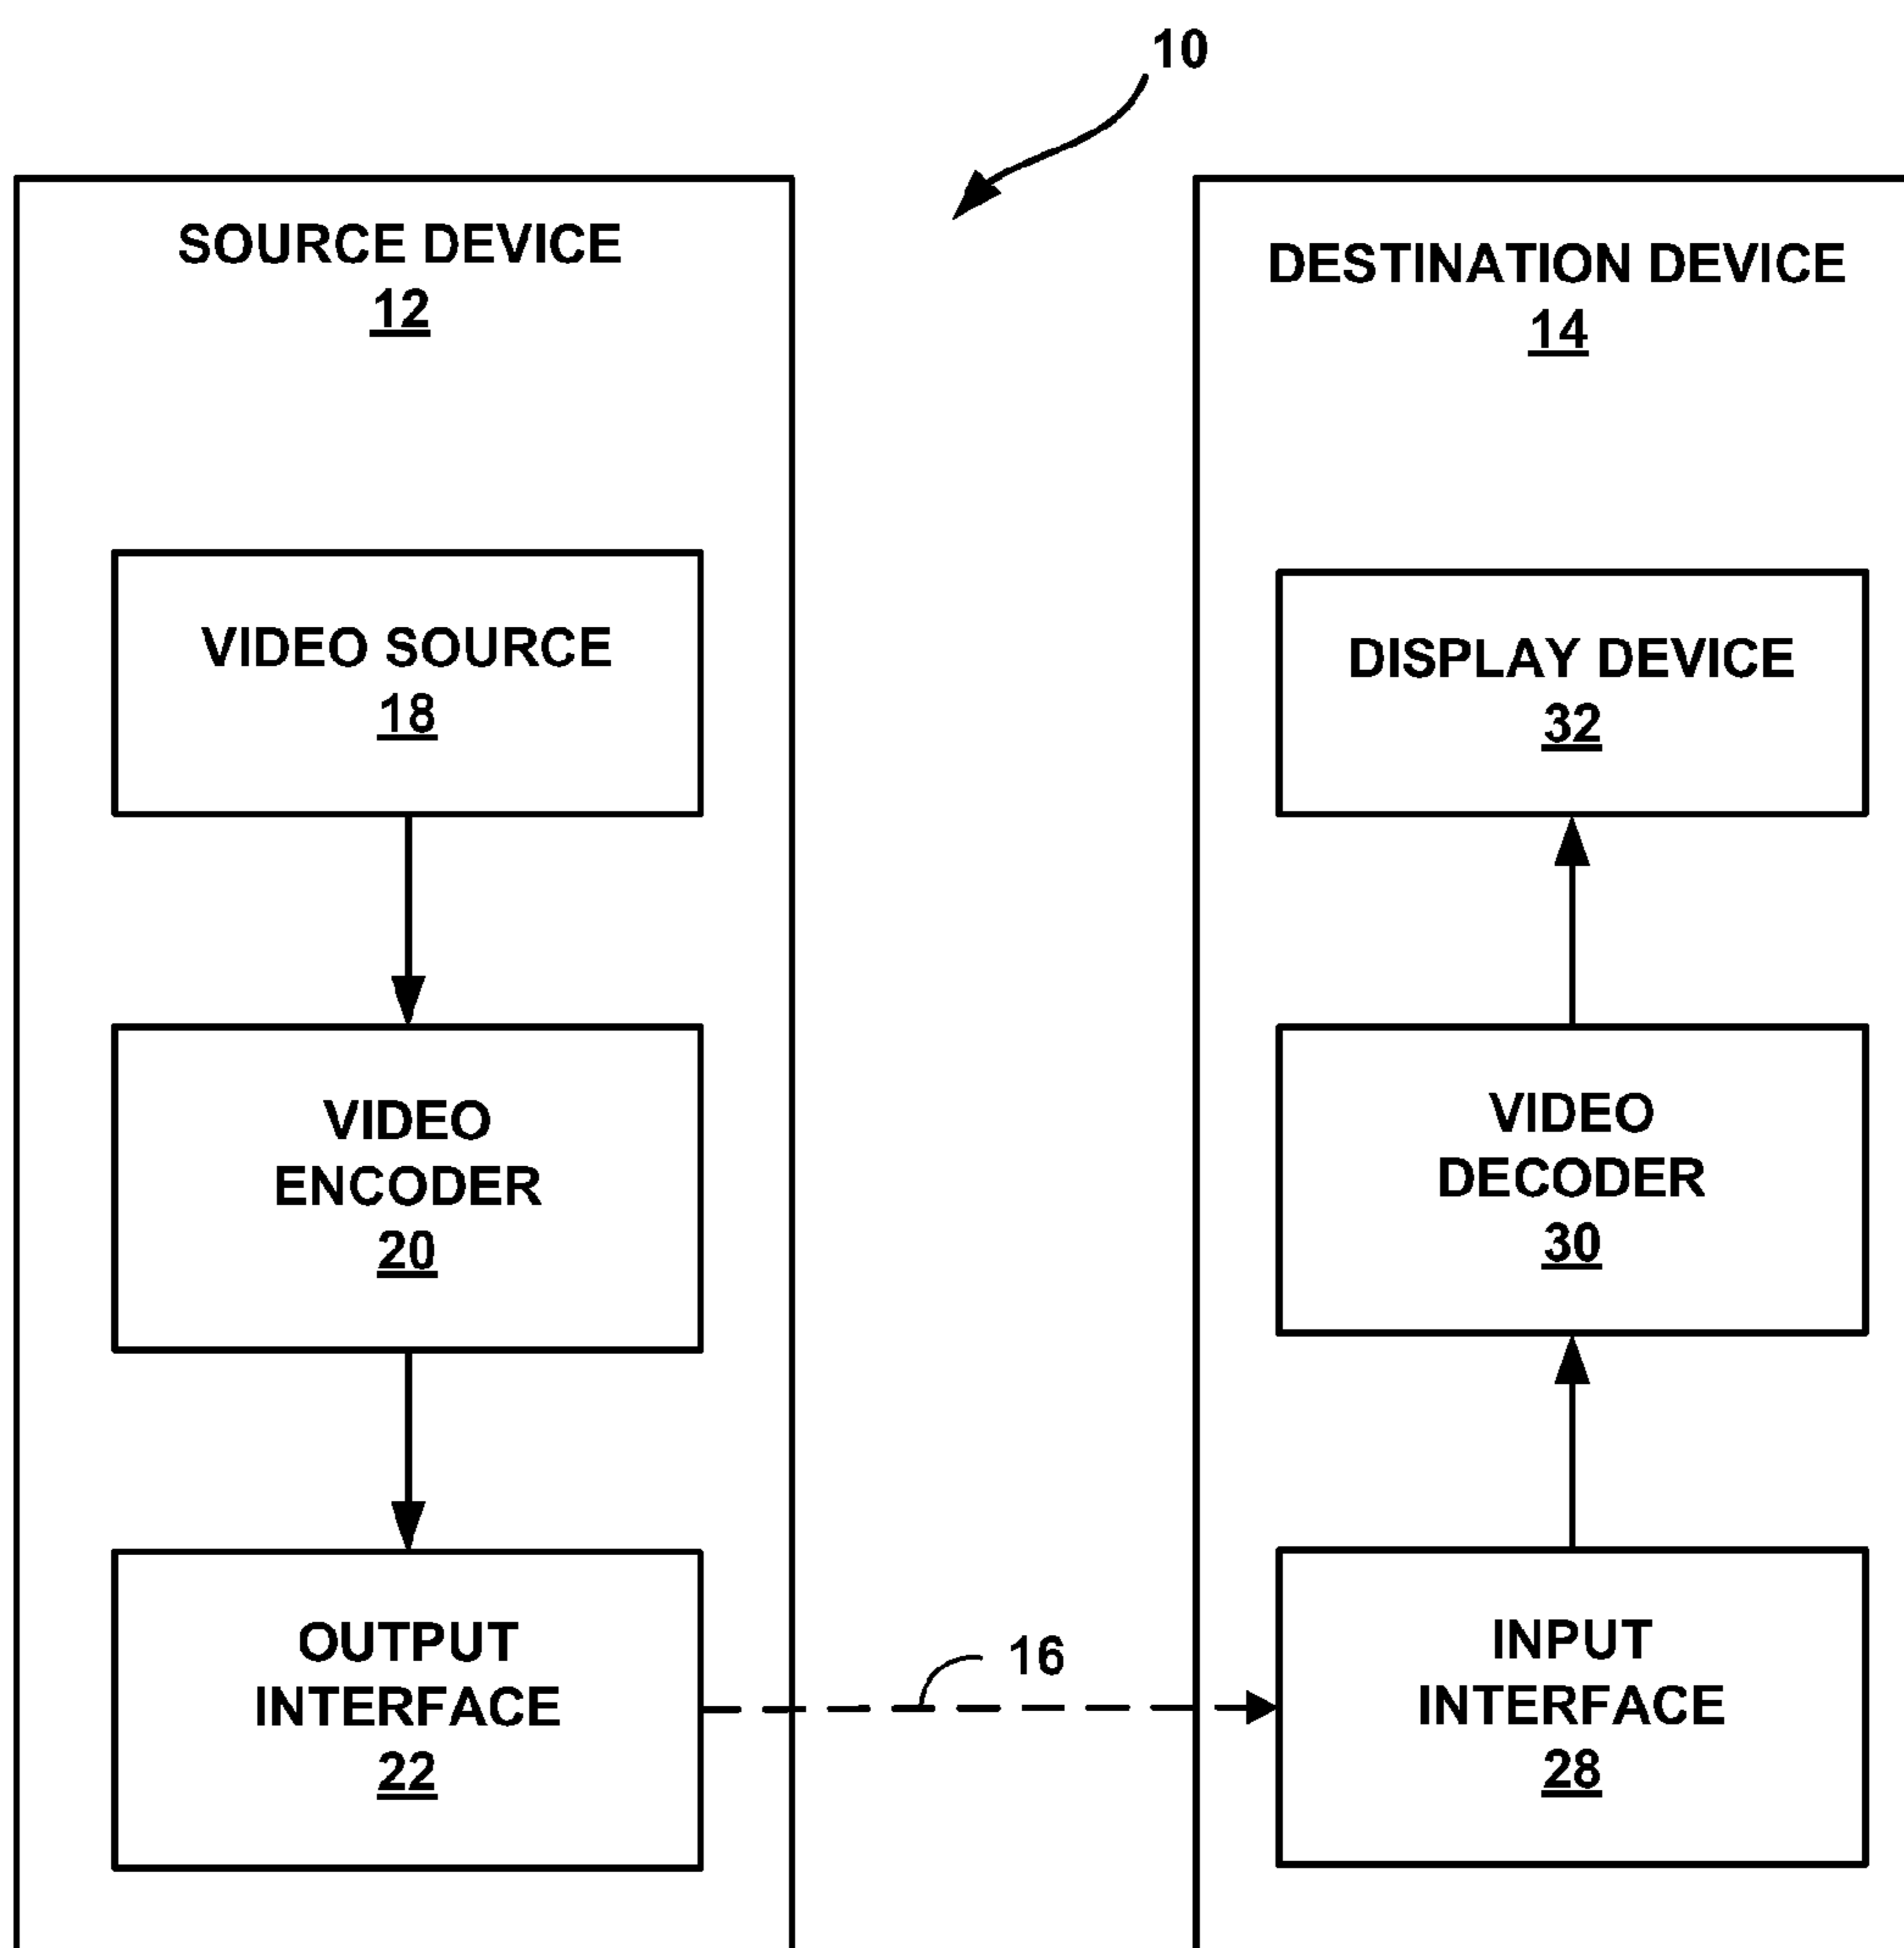 10
SOURCE DEVICE
12
VIDEO SOURCE
18
VIDEO
ENCODER
20
OUTPUT
INTERFACE
22
16
DESTINATION DEVICE
14
DISPLAY DEVICE
32
VIDEO
DECODER
30
INPUT
INTERFACE
28